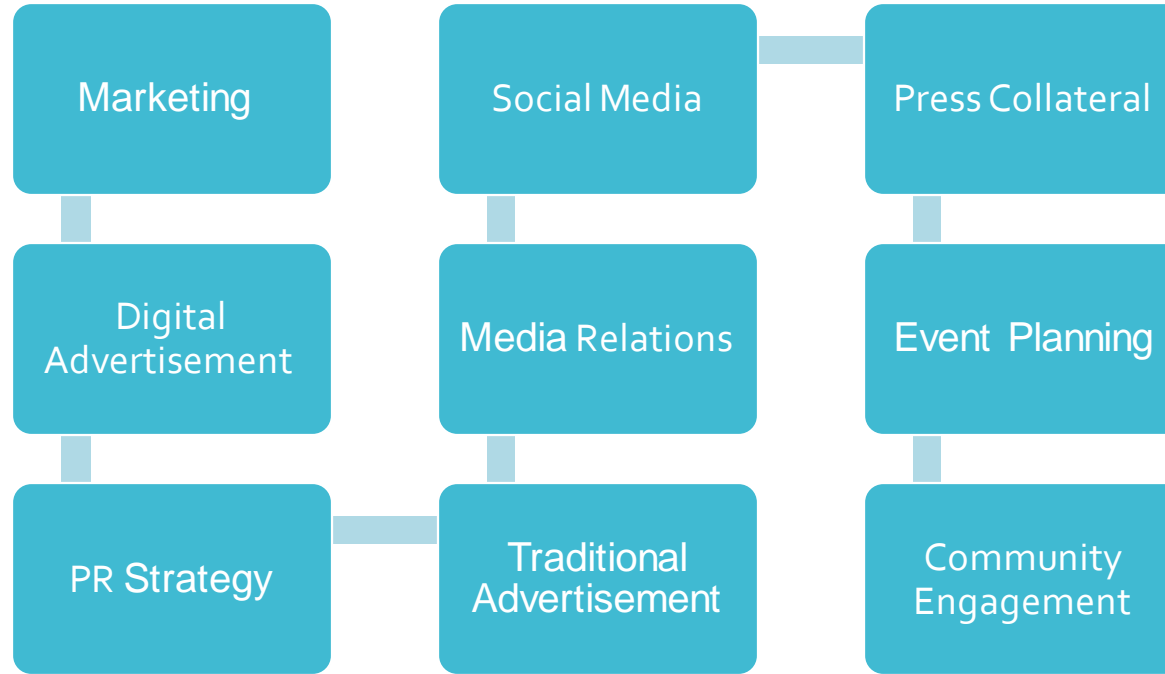 Marketing
Digital
Advertisement
PR Strategy
Traditional
Advertisement
Media Relations
Social Media
Press Collateral
Event Planning
Community
Engagement